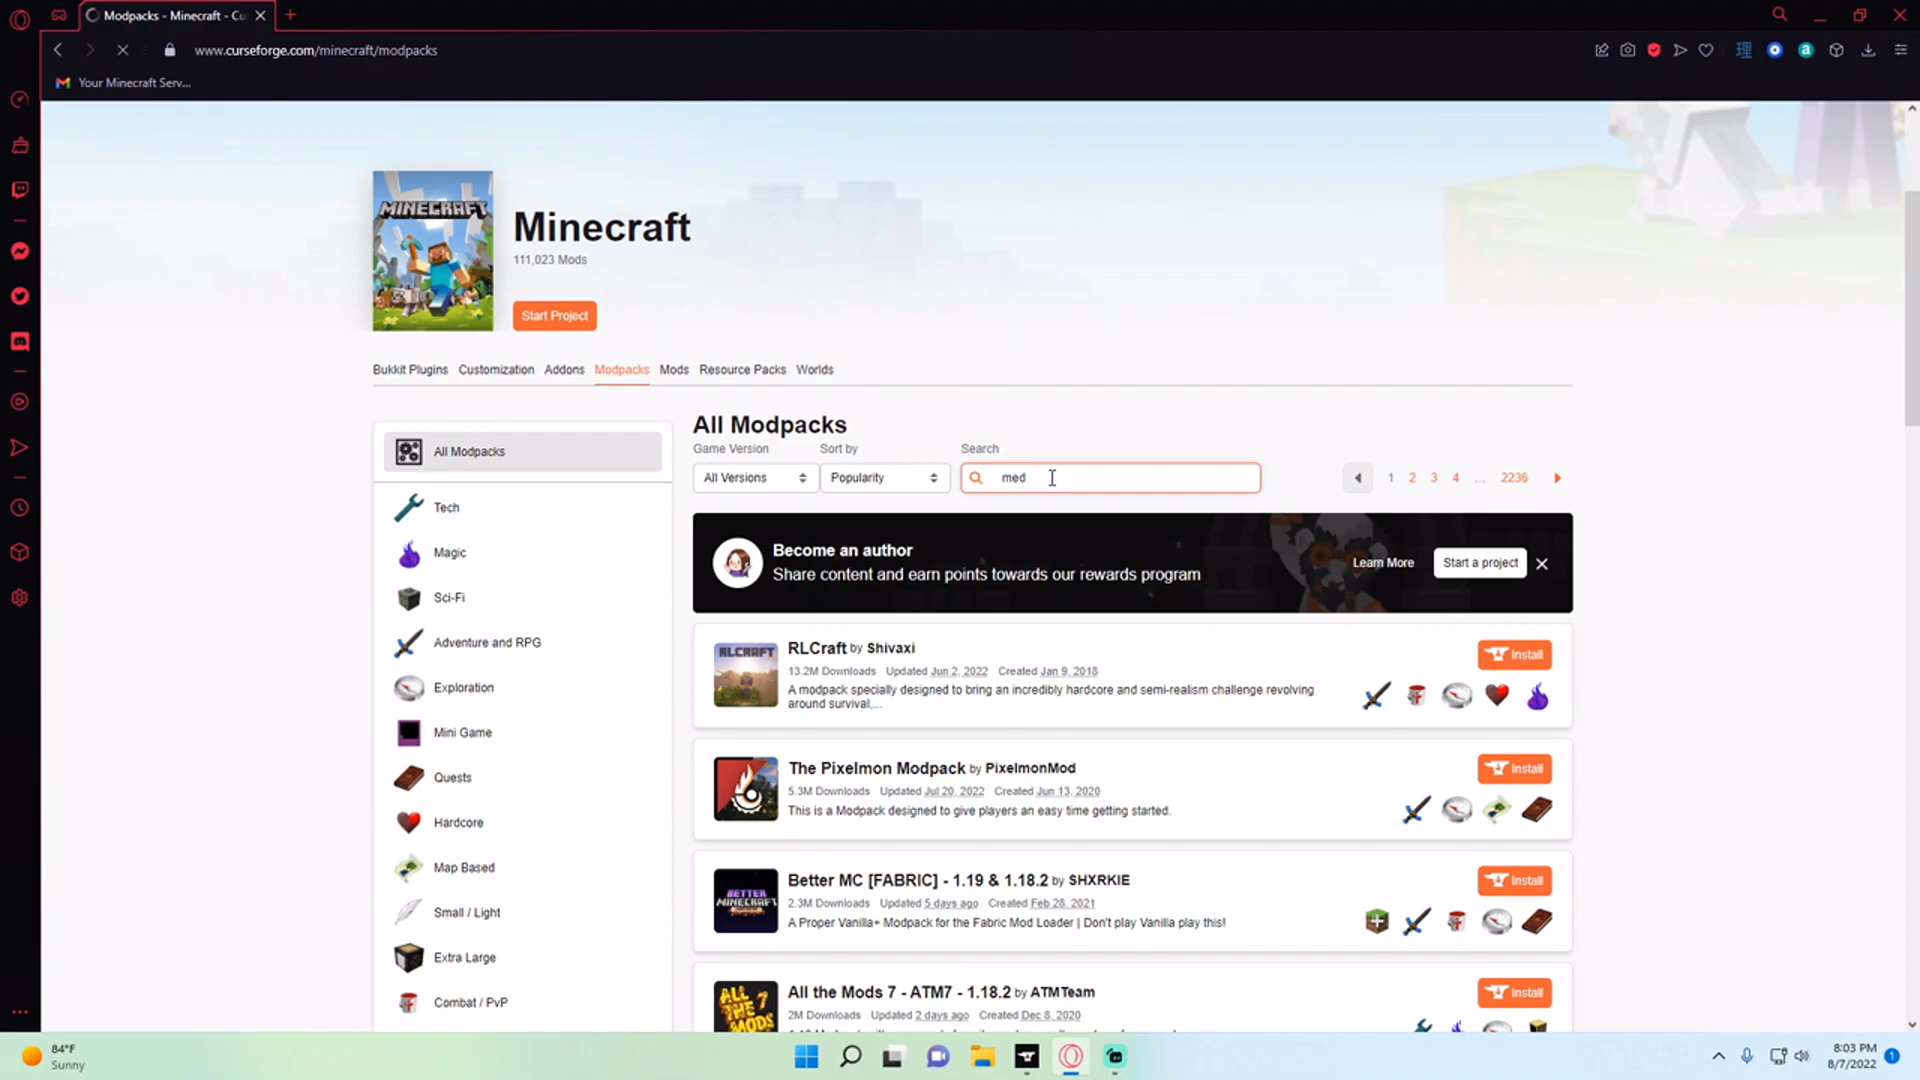 Modpacks - Minecraft - Cu
www.curseforge.com/minecraft/modpacks
Your Minecraft Serv...
MINECRAFT
Minecraft
111,023 Mods
Start Project
Bukkit Plugins Customization Addons Modpacks Mods Resource Packs Worlds
All Modpacks
Tech
Magic
Sci-Fi
Adventure and RPG
Exploration
Mini Game
Quests
Hardcore
Map Based
Small / Light
Extra Large
Combat / PvP
All Modpacks
Game Version Sort by Search
All Versions Popularity med
1 2 3 4 ... 2236
Become an author
Share content and earn points towards our rewards program
Learn More Start a project
RLCRAFT
RLCraft by Shivaxi
Install
13.2M Downloads Updated Jun 2, 2022 Created Jan 9, 2018
A modpack specially designed to bring an incredibly hardcore and semi-realism challenge revolving
around survival,...
The Pixelmon Modpack by PixelmonMod
Install
5.3M Downloads Updated Jul 20, 2022 Created Jun 13, 2020
This is a Modpack designed to give players an easy time getting started.
BETTER
MINECRAFT
Better MC [FABRIC] - 1.19 & 1.18.2 by SHXRKIE
Install
2.3M Downloads Updated 5 days ago Created Feb 28, 2021
A Proper Vanilla+ Modpack for the Fabric Mod Loader | Don't play Vanilla play this!
ALL 7
THE
MODS
All the Mods 7 - ATM7 - 1.18.2 by ATMTeam
Install
2M Downloads Updated 2 days ago Created Dec 8, 2020
84°F
Sunny
8:03 PM
8/7/2022
1